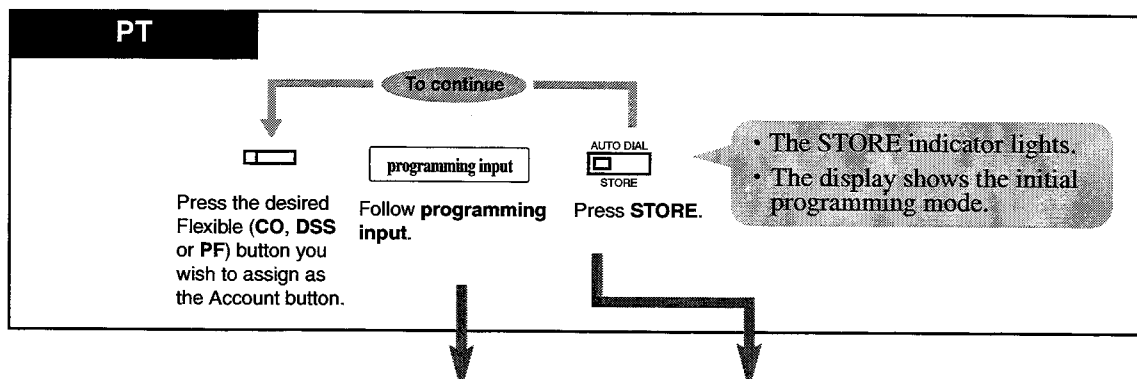 PT
To continue
programming input
AUTO DIAL
STORE
Press the desired
Flexible (CO, DSS
or PF) button you
wish to assign as
the Account button.
Follow programming
input.
Press STORE.
• The STORE indicator lights.
• The display shows the initial
programming mode.